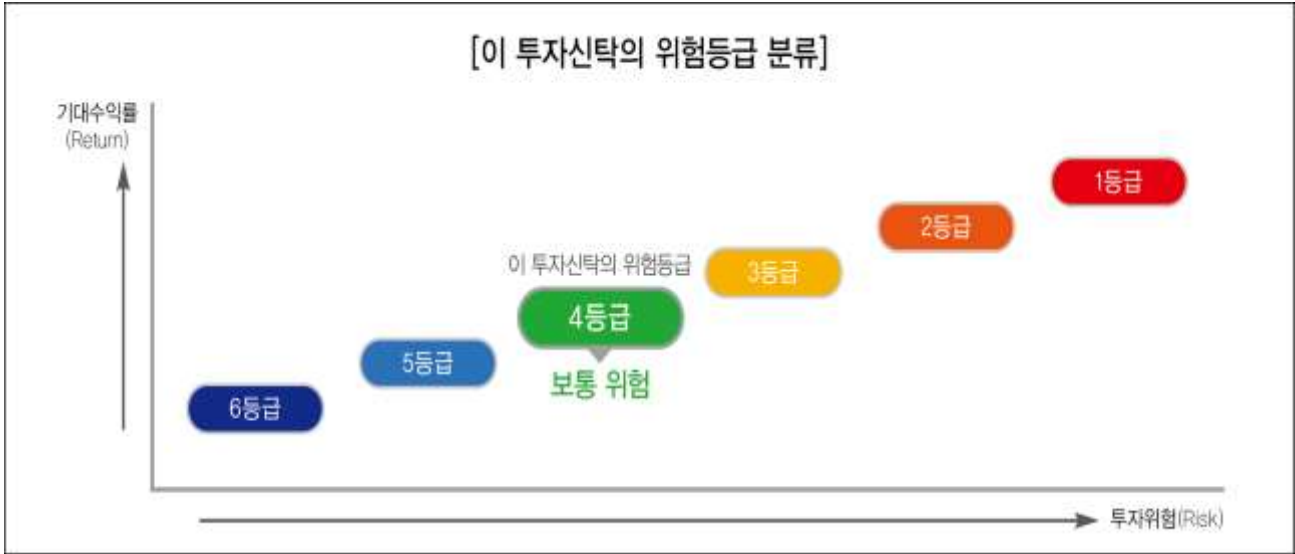 [이 투자신탁의 위험등급 분류]
기대수익률
(Return)
1등급
2등급
이 투자신탁의 위험등급
3등급
4등급
5등급
보통 위험
6등급
투자위험(Risk)